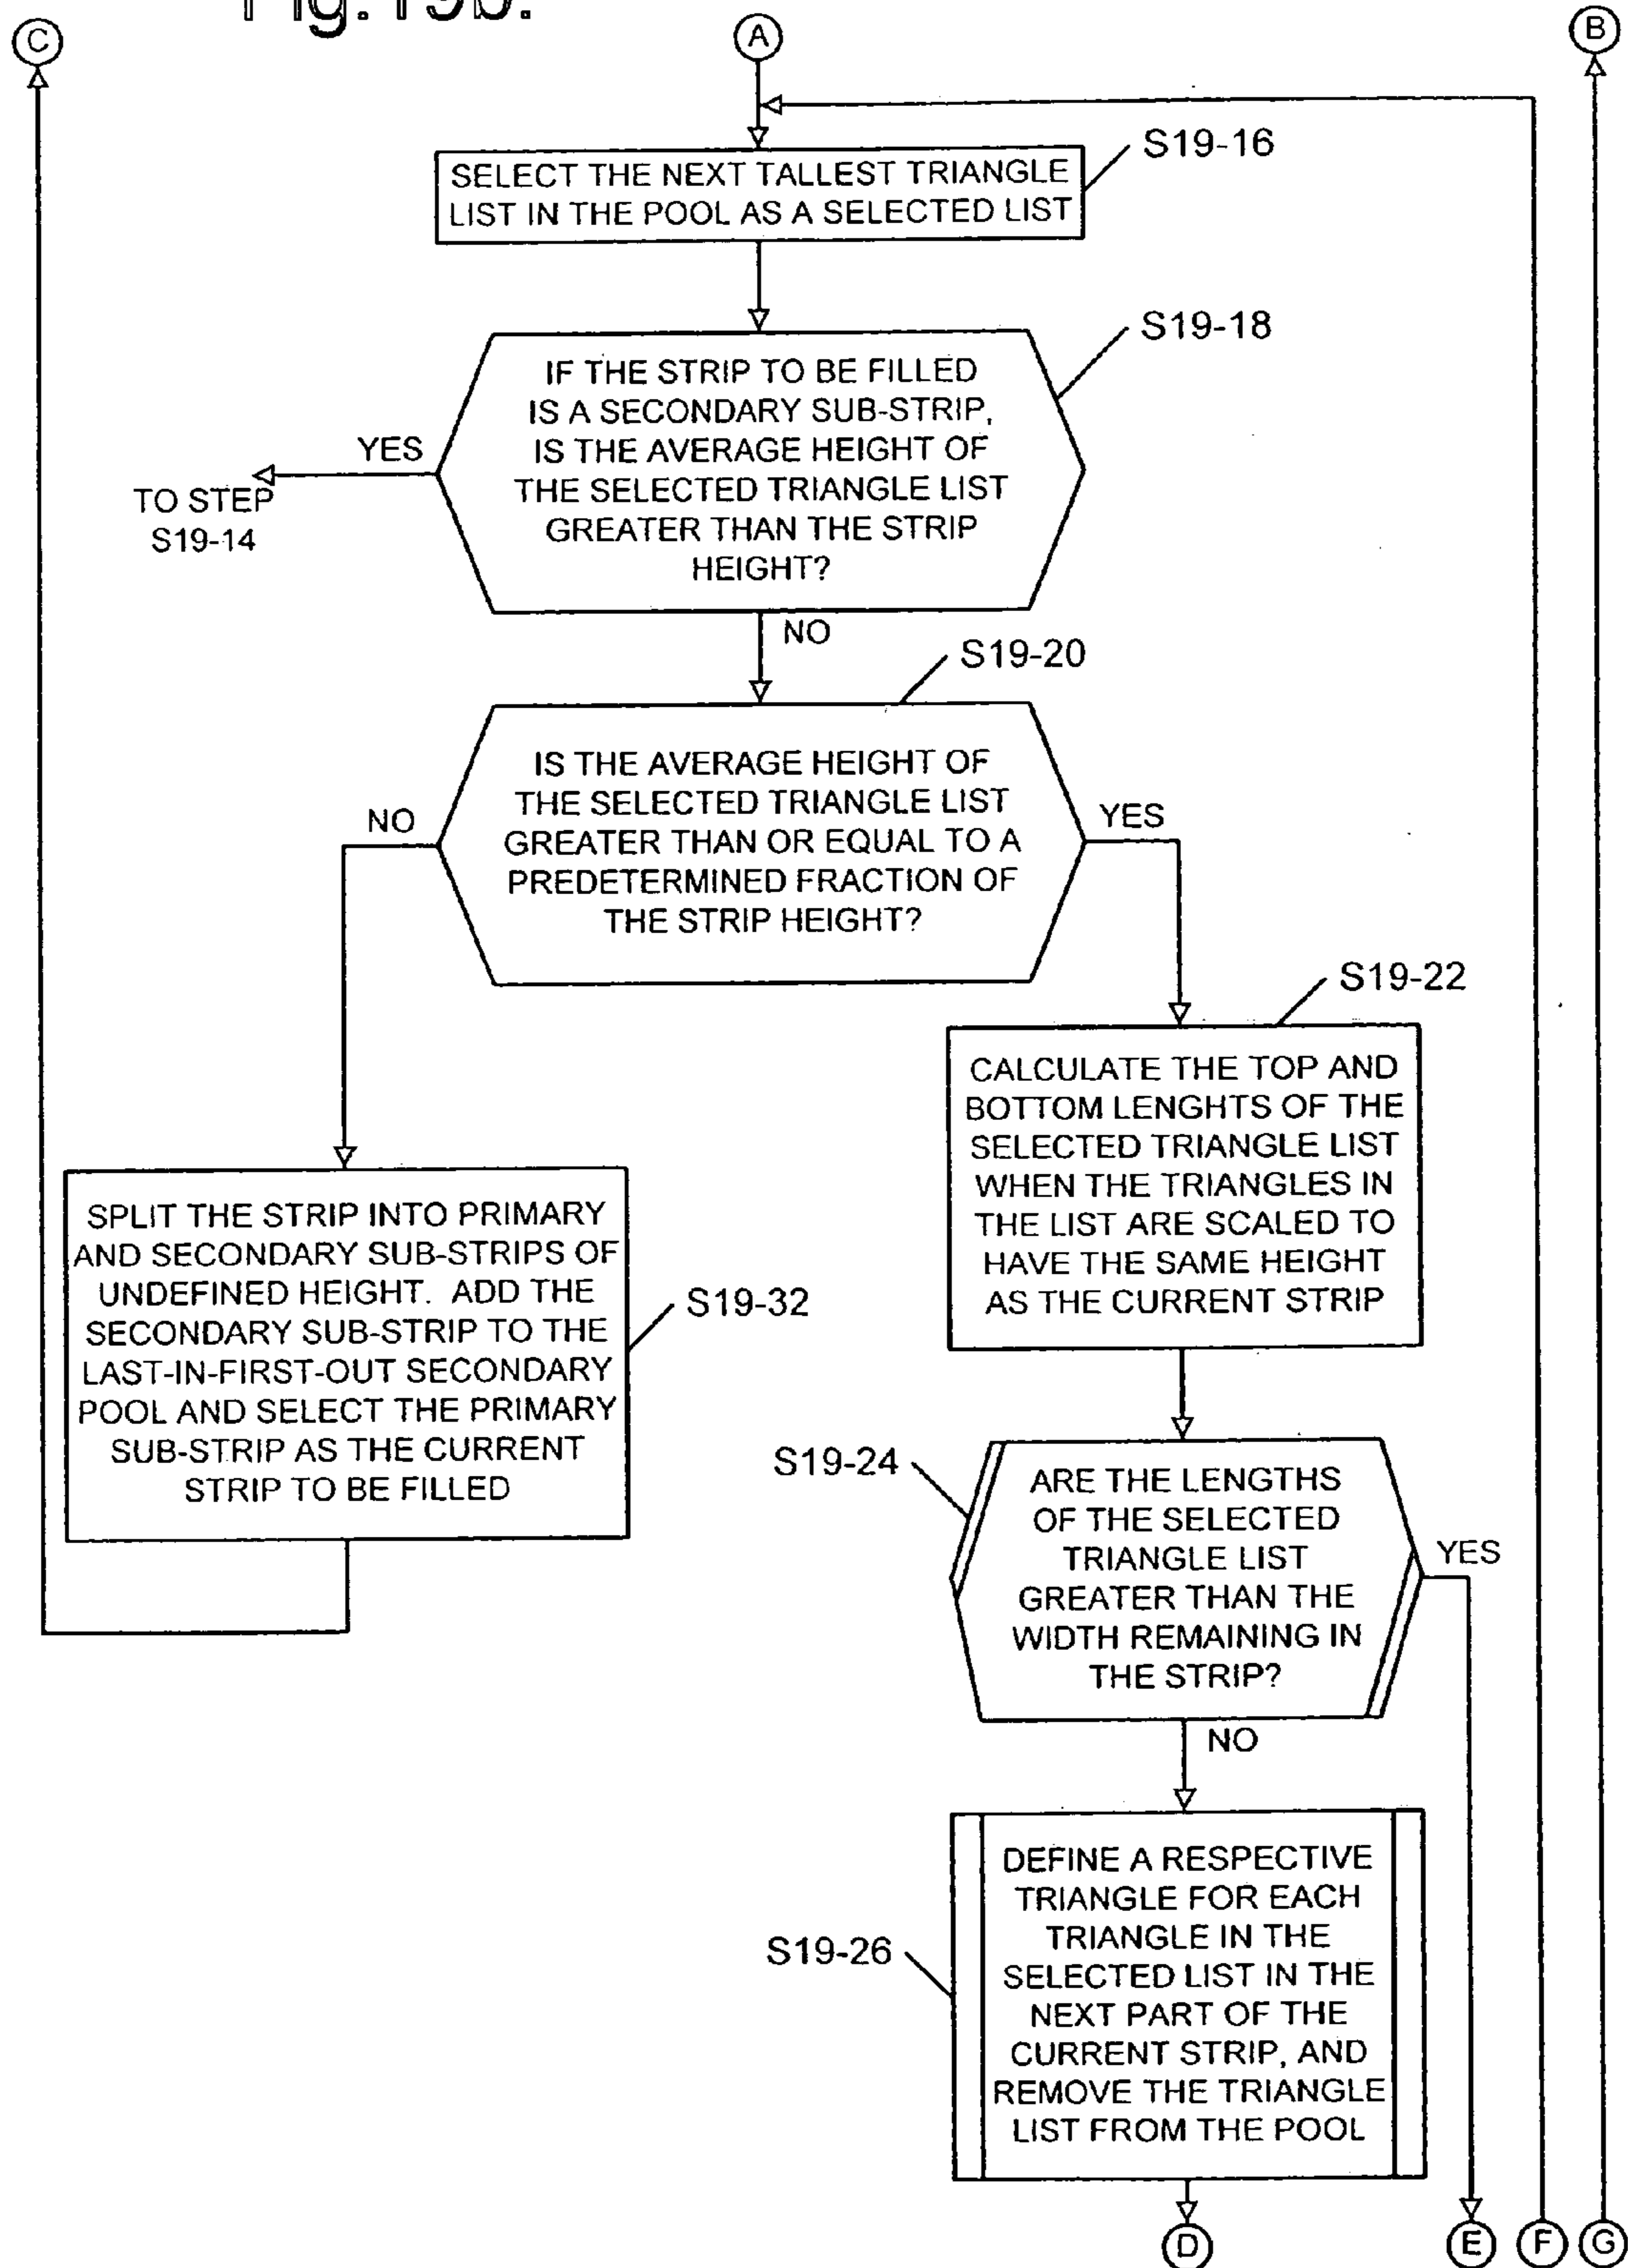 Fig.19b.
C
A
B
S19-16
SELECT THE NEXT TALLEST TRIANGLE
LIST IN THE POOL AS A SELECTED LIST
S19-18
IF THE STRIP TO BE FILLED
IS A SECONDARY SUB-STRIP,
IS THE AVERAGE HEIGHT OF
THE SELECTED TRIANGLE LIST
GREATER THAN THE STRIP
HEIGHT?
YES
TO STEP
S19-14
NO
S19-20
IS THE AVERAGE HEIGHT OF
THE SELECTED TRIANGLE LIST
GREATER THAN OR EQUAL TO A
PREDETERMINED FRACTION OF
THE STRIP HEIGHT?
NO
YES
S19-22
CALCULATE THE TOP AND
BOTTOM LENGHTS OF THE
SELECTED TRIANGLE LIST
WHEN THE TRIANGLES IN
THE LIST ARE SCALED TO
HAVE THE SAME HEIGHT
AS THE CURRENT STRIP
SPLIT THE STRIP INTO PRIMARY
AND SECONDARY SUB-STRIPS OF
UNDEFINED HEIGHT. ADD THE
SECONDARY SUB-STRIP TO THE
LAST-IN-FIRST-OUT SECONDARY
POOL AND SELECT THE PRIMARY
SUB-STRIP AS THE CURRENT
STRIP TO BE FILLED
S19-32
S19-24
ARE THE LENGTHS
OF THE SELECTED
TRIANGLE LIST
GREATER THAN THE
WIDTH REMAINING IN
THE STRIP?
YES
NO
S19-26
DEFINE A RESPECTIVE
TRIANGLE FOR EACH
TRIANGLE IN THE
SELECTED LIST IN THE
NEXT PART OF THE
CURRENT STRIP, AND
REMOVE THE TRIANGLE
LIST FROM THE POOL
D
E
F
G